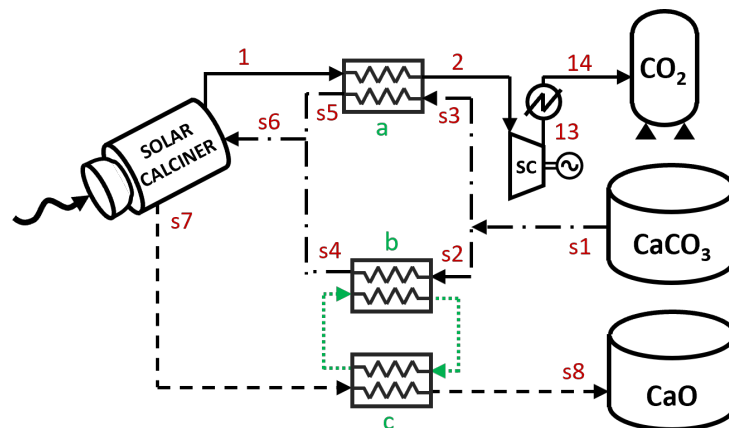 1
2
14
CO₂
s6
s5
s3
a
13
SC
SOLAR
CALCINER
s7
b
s4
s2
s1
CaCO₃
s8
CaO
c